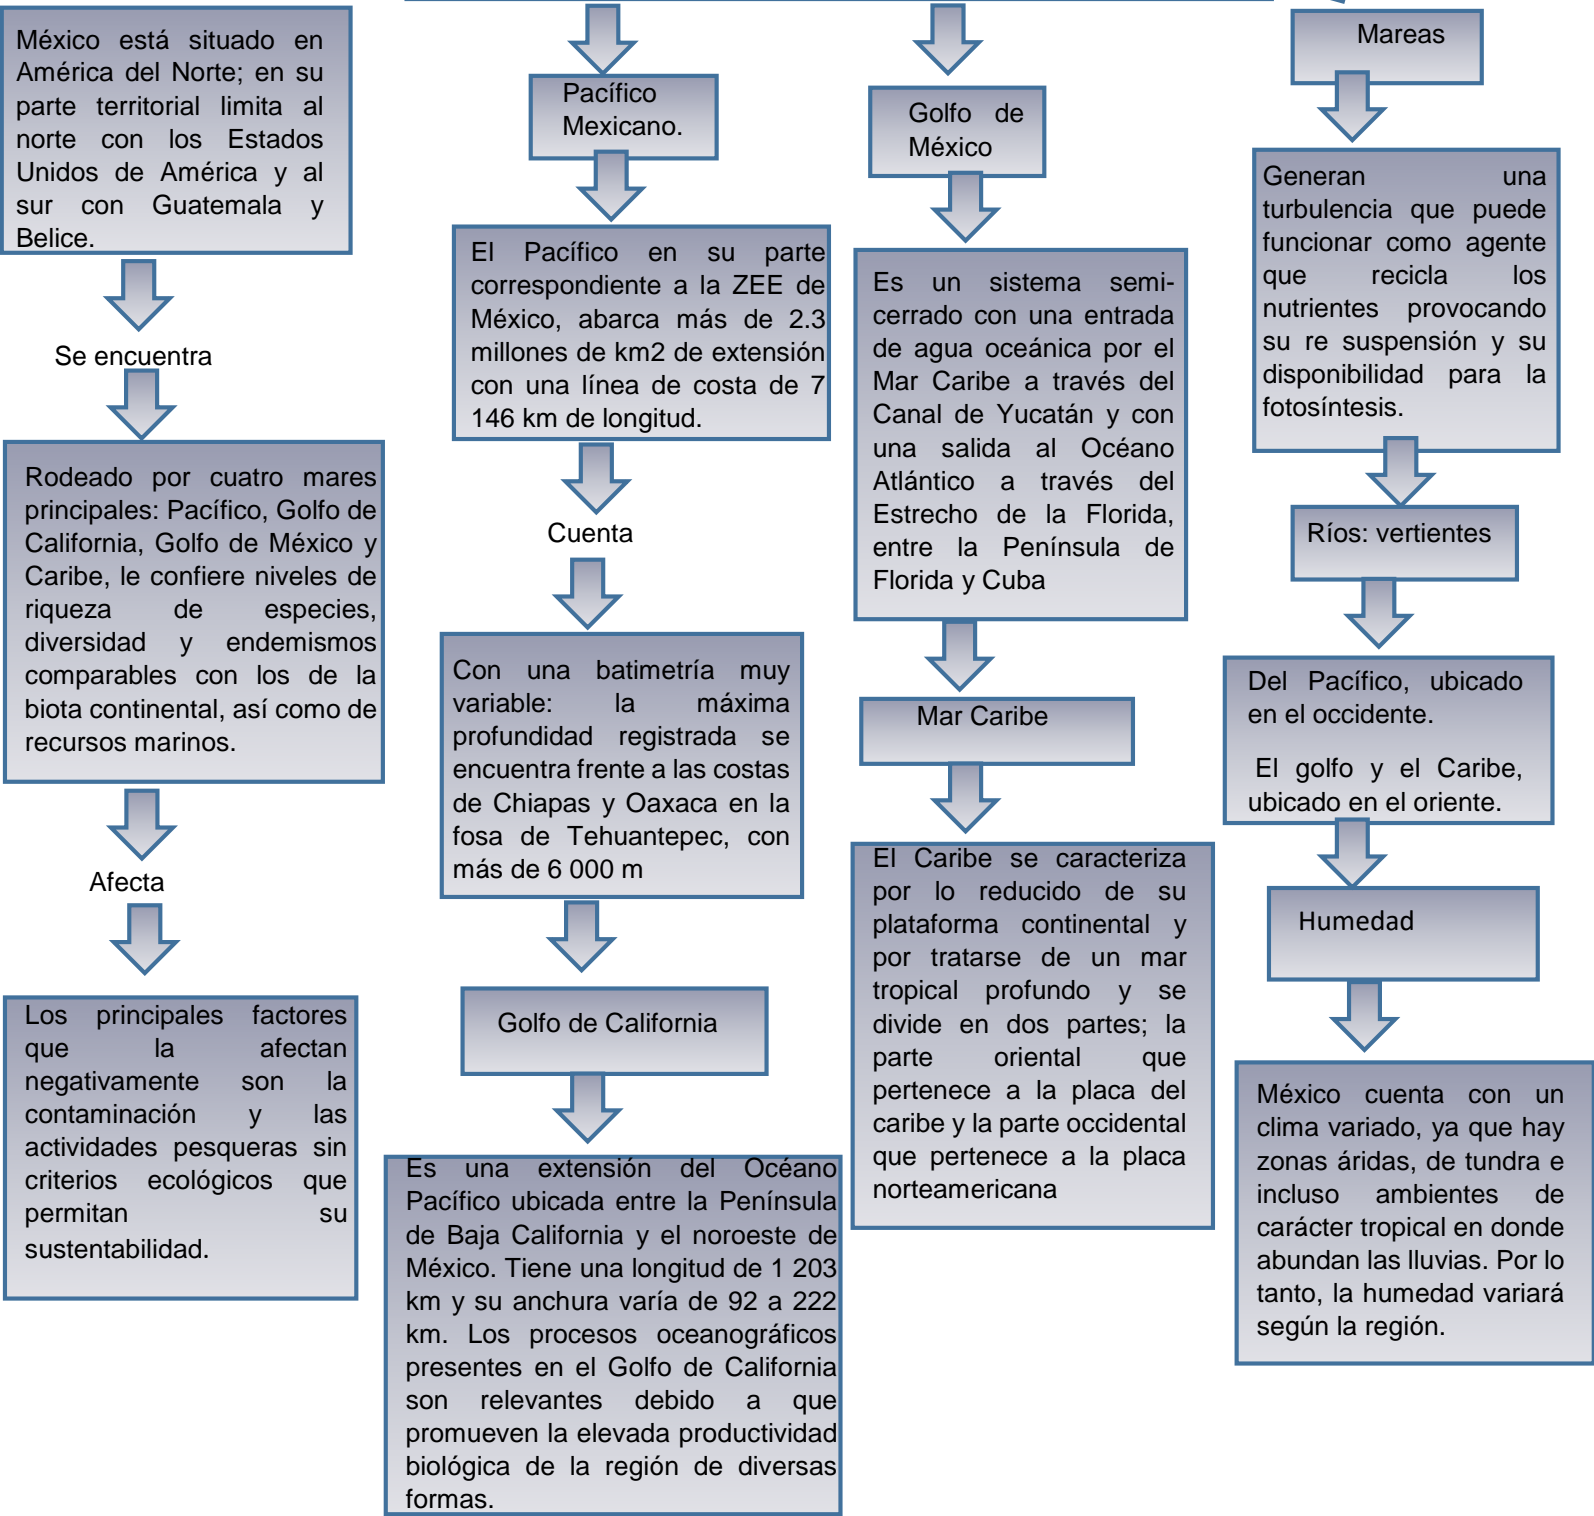 México está situado en
América del Norte; en su
parte territorial limita al
norte con los Estados
Unidos de América y al
sur con Guatemala y
Belice.
Se encuentra
Rodeado por cuatro mares
principales: Pacífico, Golfo de
California, Golfo de México y
Caribe, le confiere niveles de
riqueza de especies,
diversidad y endemismos
comparables con los de la
biota continental, así como de
recursos marinos.
Afecta
Los principales factores
que la afectan
negativamente son la
contaminación y las
actividades pesqueras sin
criterios ecológicos que
permitan su
sustentabilidad.
Pacífico
Mexicano.
El Pacífico en su parte
correspondiente a la ZEE de
México, abarca más de 2.3
millones de km2 de extensión
con una línea de costa de 7
146 km de longitud.
Cuenta
Con una batimetría muy
variable: la máxima
profundidad registrada se
encuentra frente a las costas
de Chiapas y Oaxaca en la
fosa de Tehuantepec, con
más de 6 000 m
Golfo de California
Es una extensión del Océano
Pacífico ubicada entre la Península
de Baja California y el noroeste de
México. Tiene una longitud de 1 203
km y su anchura varía de 92 a 222
km. Los procesos oceanográficos
presentes en el Golfo de California
son relevantes debido a que
promueven la elevada productividad
biológica de la región de diversas
formas.
Golfo de
México
Es un sistema semi-
cerrado con una entrada
de agua oceánica por el
Mar Caribe a través del
Canal de Yucatán y con
una salida al Océano
Atlántico a través del
Estrecho de la Florida,
entre la Península de
Florida y Cuba
Mar Caribe
El Caribe se caracteriza
por lo reducido de su
plataforma continental y
por tratarse de un mar
tropical profundo y se
divide en dos partes; la
parte oriental que
pertenece a la placa del
caribe y la parte occidental
que pertenece a la placa
norteamericana
Mareas
Generan una
turbulencia que puede
funcionar como agente
que recicla los
nutrientes provocando
su re suspensión y su
disponibilidad para la
fotosíntesis.
Ríos: vertientes
Del Pacífico, ubicado
en el occidente.
El golfo y el Caribe,
ubicado en el oriente.
Humedad
México cuenta con un
clima variado, ya que hay
zonas áridas, de tundra e
incluso ambientes de
carácter tropical en donde
abundan las lluvias. Por lo
tanto, la humedad variará
según la región.